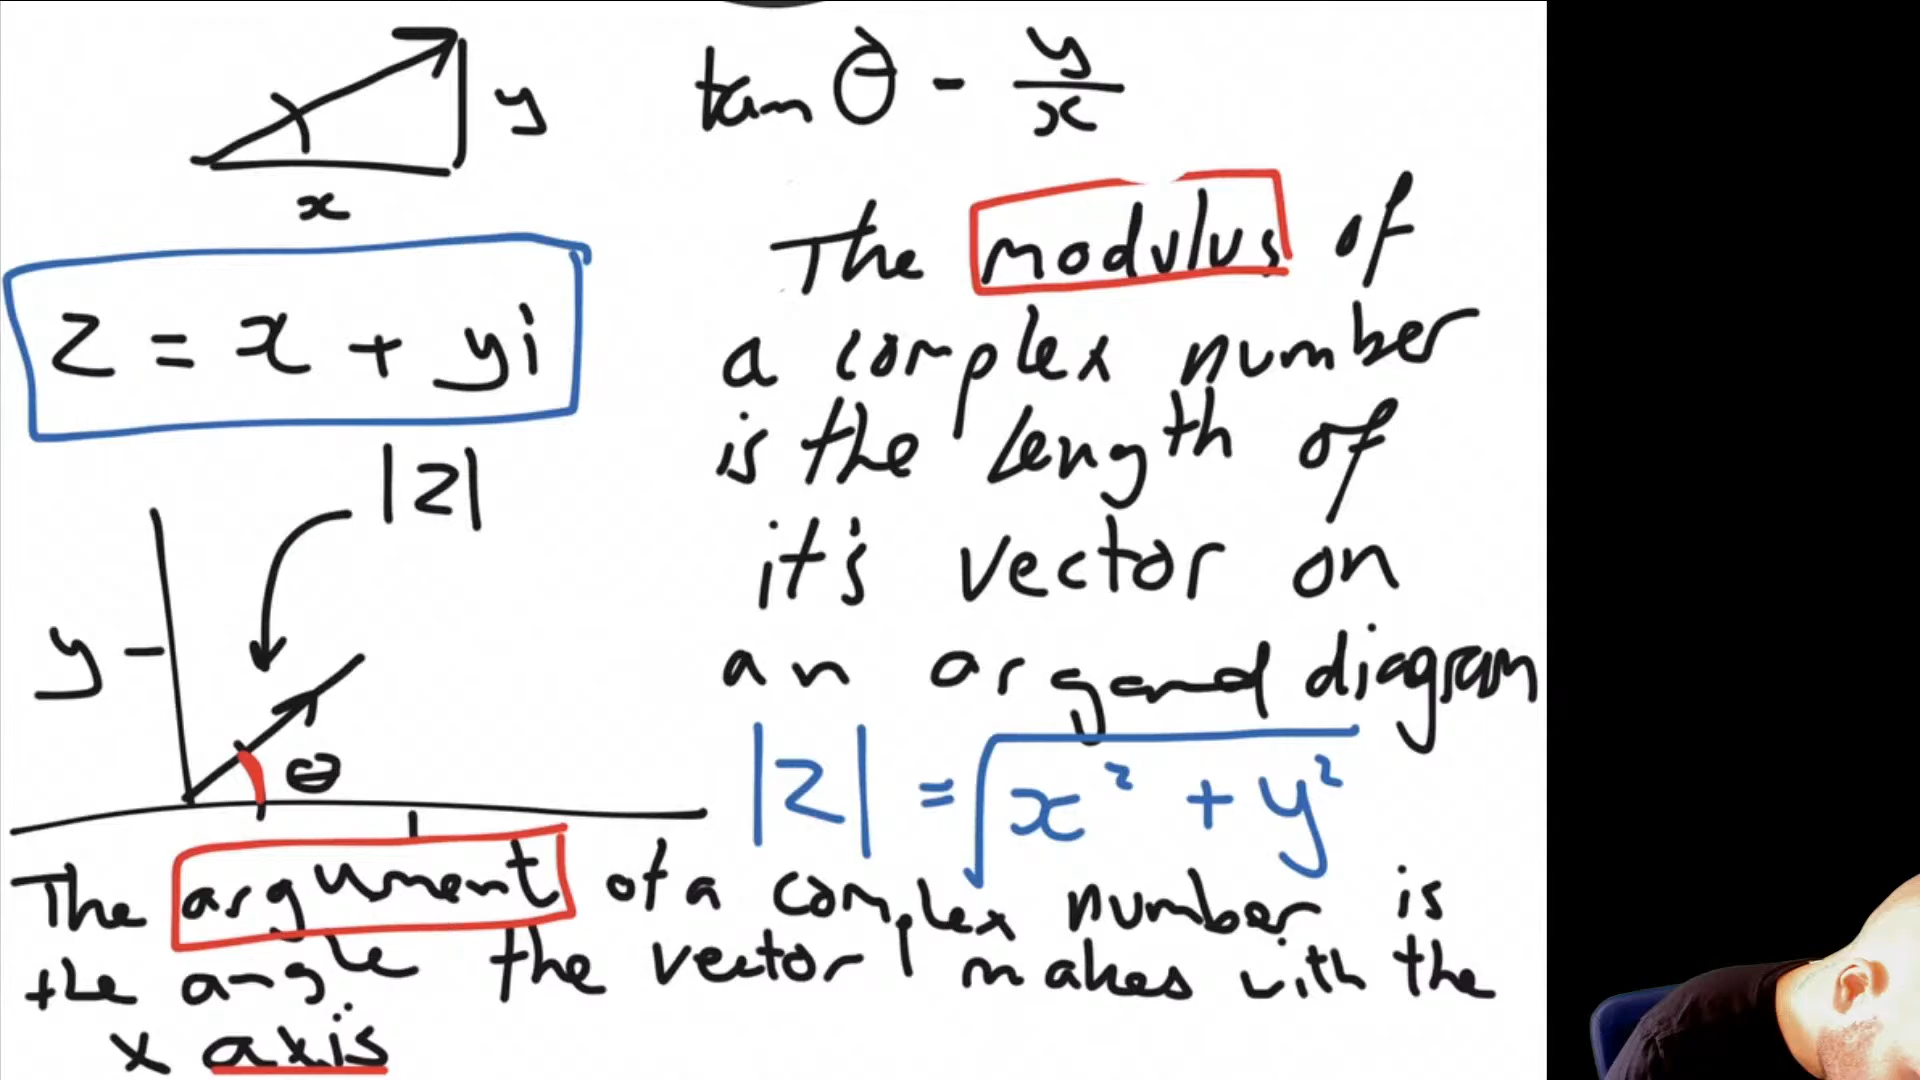 y
x
tan θ - y/x
z = x + yi
|z|
y
θ
The modulus of
a complex number
is the length of
it's vector on
an argand diagram
|z| = √x² + y²
The argument of a complex number is
the angle the vector makes with the
x axis